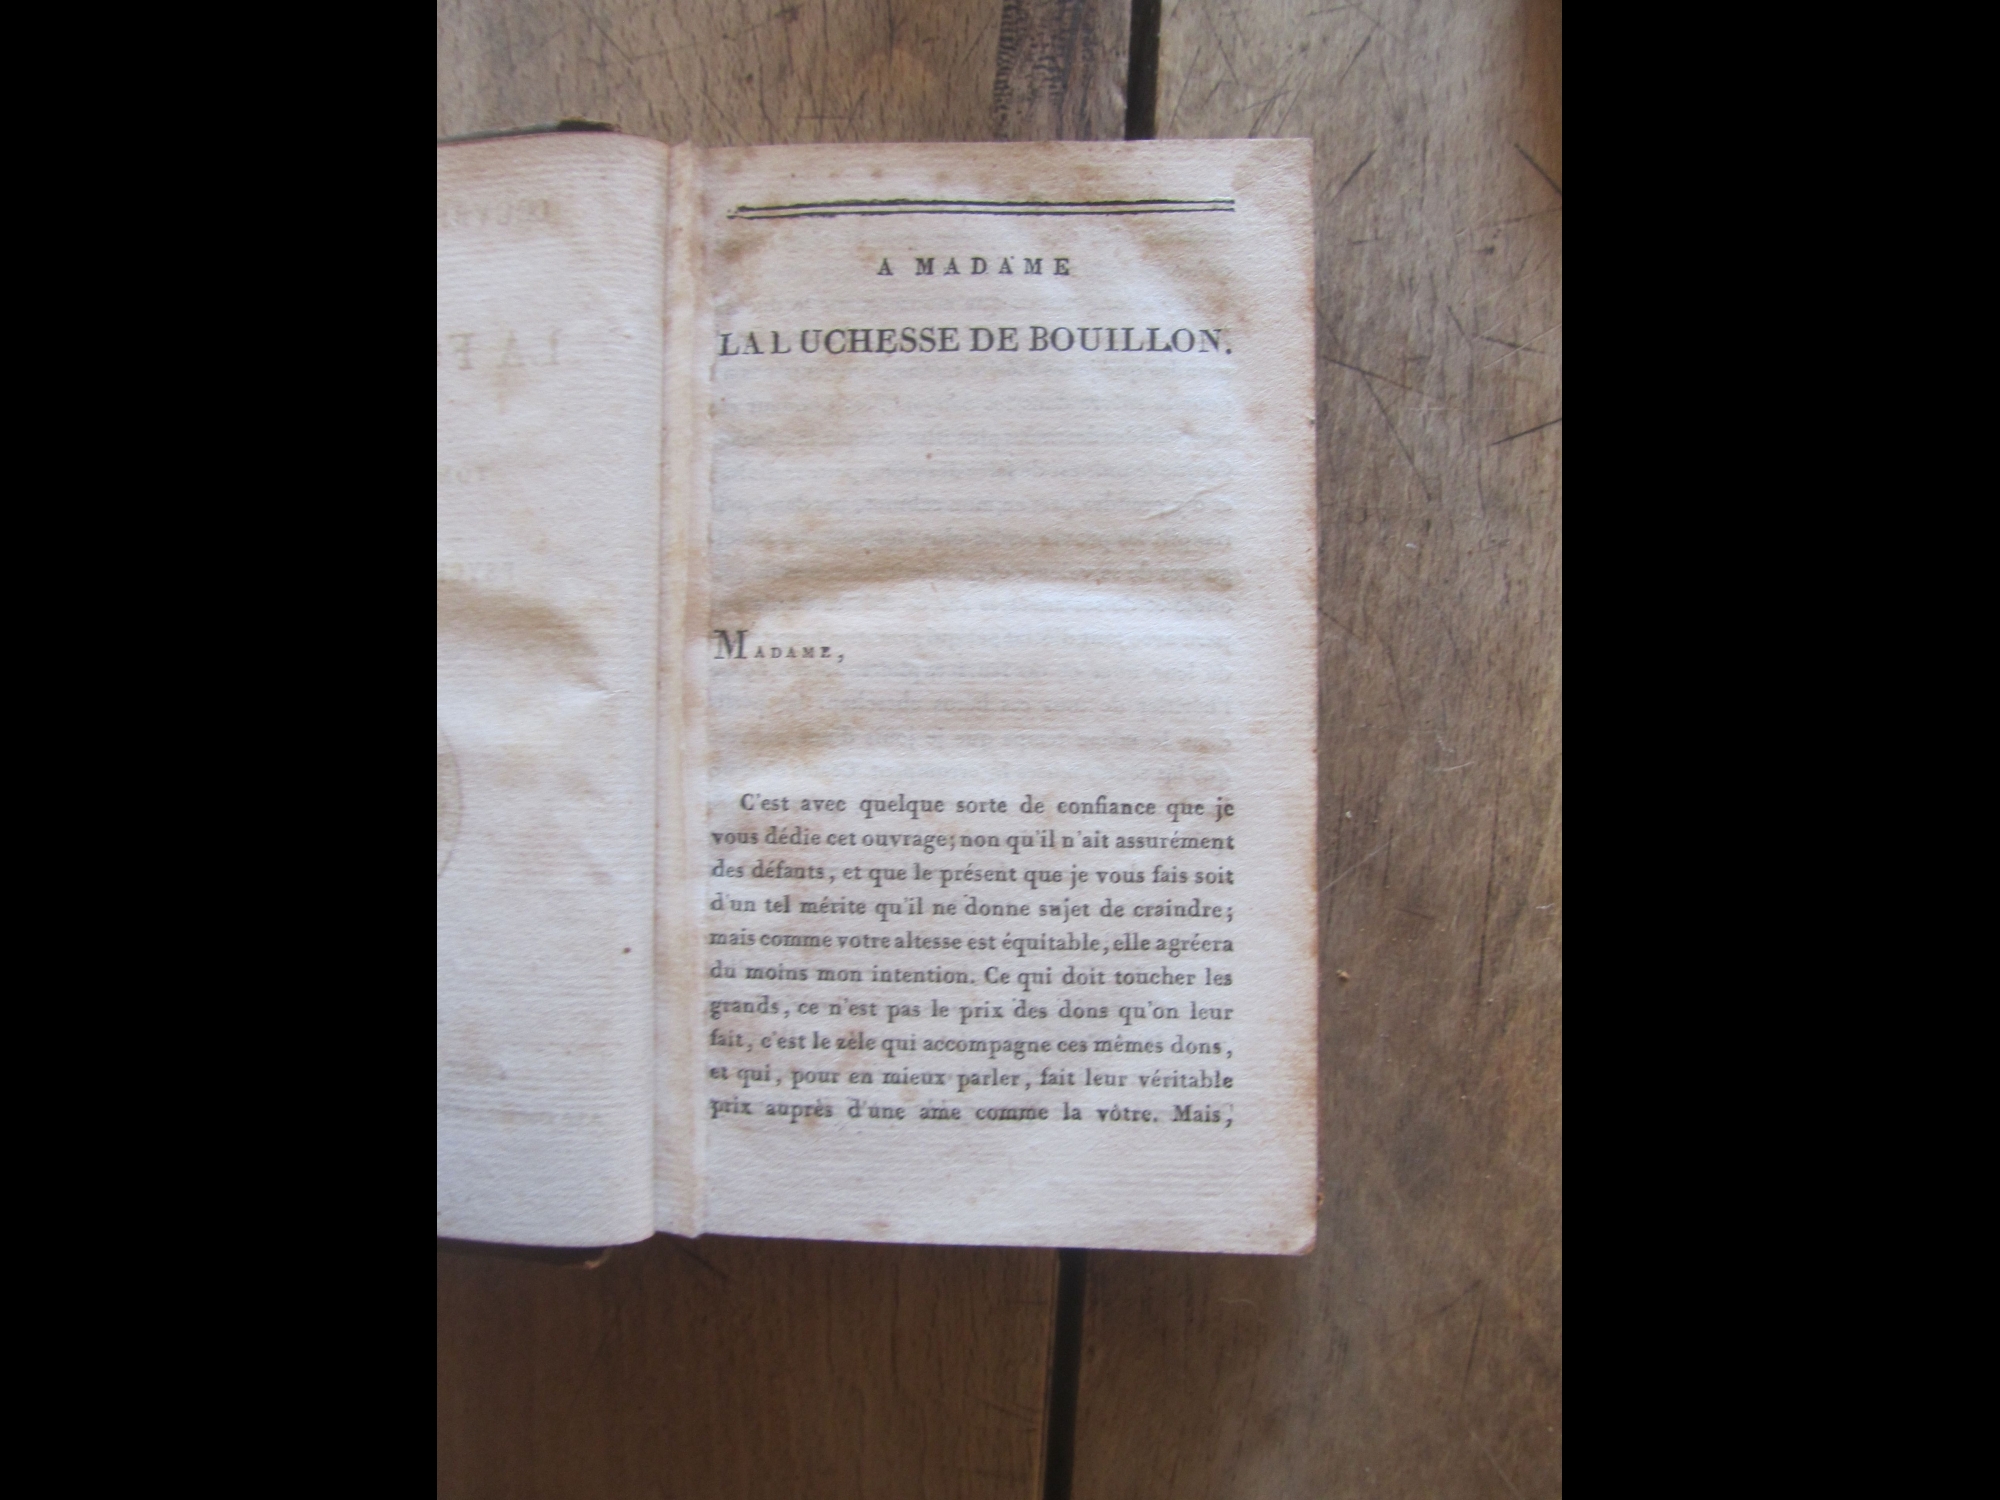 A MADAME
LA LUCHESSE DE BOUILLON.
MADAME,
C'est avec quelque sorte de confiance que je
vous dédie cet ouvrage; non qu'il n'ait assurément
des défants, et que le présent que je vous fais soit
d'un tel mérite qu'il ne donne sujet de craindre;
mais comme votre altesse est équitable, elle agréera
du moins mon intention. Ce qui doit toucher les
grands, ce n'est pas le prix des dons qu'on leur
fait, c'est le zèle qui accompagne ces mêmes dons,
et qui, pour en mieux parler, fait leur véritable
prix auprès d'une ame comme la vôtre. Mais,